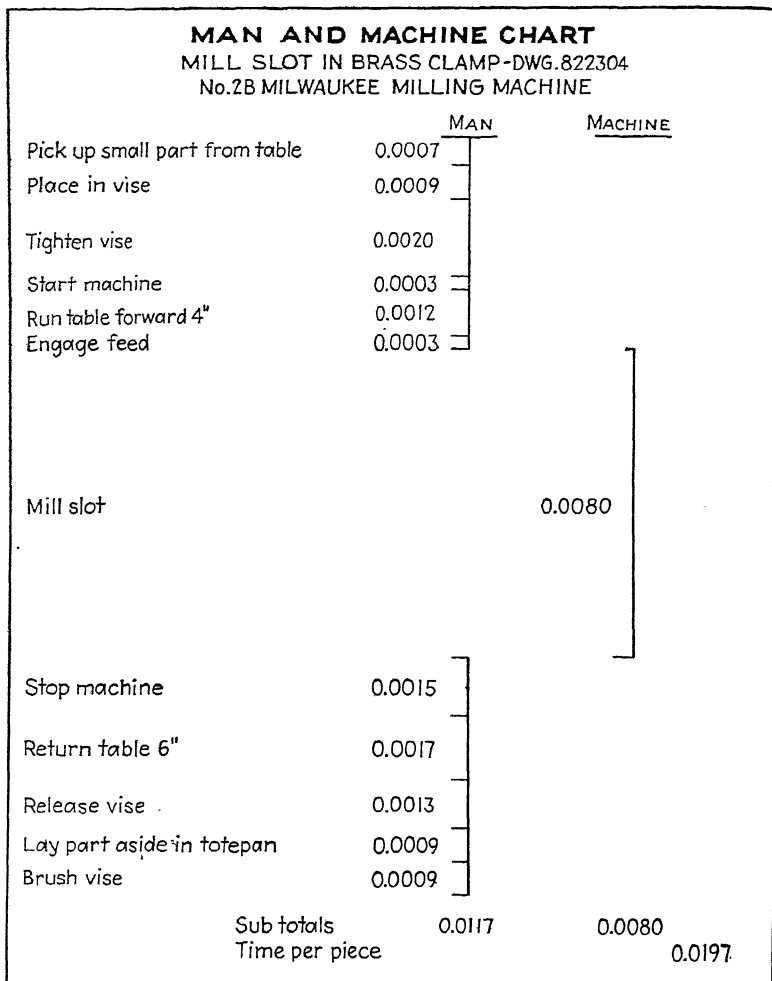 MAN AND MACHINE CHART
MILL SLOT IN BRASS CLAMP-DWG.822304
No.2B MILWAUKEE MILLING MACHINE
MAN MACHINE
Pick up small part from table 0.0007
Place in vise 0.0009
Tighten vise 0.0020
Start machine 0.0003
Run table forward 4" 0.0012
Engage feed 0.0003
Mill slot 0.0080
Stop machine 0.0015
Return table 6" 0.0017
Release vise 0.0013
Lay part aside in totepan 0.0009
Brush vise 0.0009
Sub totals 0.0117 0.0080
Time per piece 0.0197